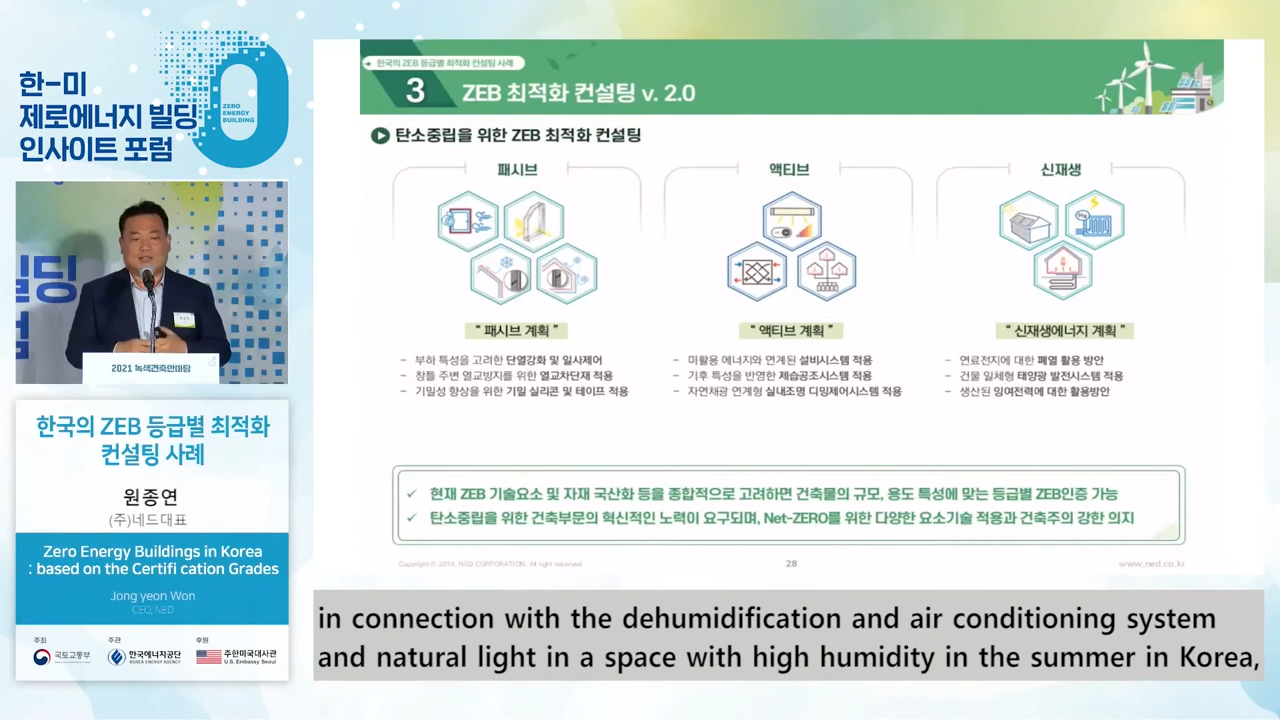 한-미
제로에너지 빌딩
인사이트 포럼
ZERO
ENERGY
BUILDING
2021 녹색건축한마당
한국의 ZEB 등급별 최적화
컨설팅 사례
원종연
(주)네드대표
Zero Energy Buildings in Korea
: based on the Certifi cation Grades
Jong yeon Won
CEO, NED
주최
주관
후원
국토교통부
한국에너지공단
KOREA ENERGY AGENCY
주한미국대사관
U.S. Embassy Seoul
한국의 ZEB 등급별 최적화 컨설팅 사례
3 ZEB 최적화 컨설팅 v. 2.0
탄소중립을 위한 ZEB 최적화 컨설팅
패시브
“ 패시브 계획 ”
- 부하 특성을 고려한 단열강화 및 일사제어
- 창틀 주변 열교방지를 위한 열교차단재 적용
- 기밀성 향상을 위한 기밀 실리콘 및 테이프 적용
액티브
“ 액티브 계획 ”
- 미활용 에너지와 연계된 설비시스템 적용
- 기후 특성을 반영한 제습공조시스템 적용
- 자연채광 연계형 실내조명 디밍제어시스템 적용
신재생
“ 신재생에너지 계획 ”
- 연료전지에 대한 폐열 활용 방안
- 건물 일체형 태양광 발전시스템 적용
- 생산된 잉여전력에 대한 활용방안
✓ 현재 ZEB 기술요소 및 자재 국산화 등을 종합적으로 고려하면 건축물의 규모, 용도 특성에 맞는 등급별 ZEB인증 가능
✓ 탄소중립을 위한 건축부문의 혁신적인 노력이 요구되며, Net-ZERO를 위한 다양한 요소기술 적용과 건축주의 강한 의지
Copyright © 2014. NED CORPORATION. All right reserved
28
www.ned.co.kr
in connection with the dehumidification and air conditioning system
and natural light in a space with high humidity in the summer in Korea,